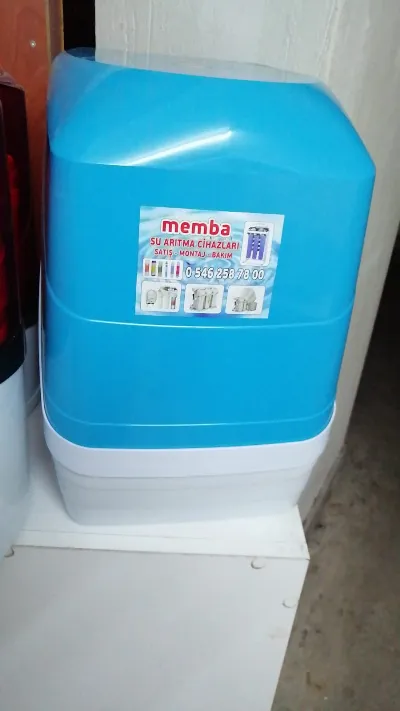 memba
SU ARITMA CİHAZLARI
SATIŞ - MONTAJ - BAKIM
0 546 258 78 00